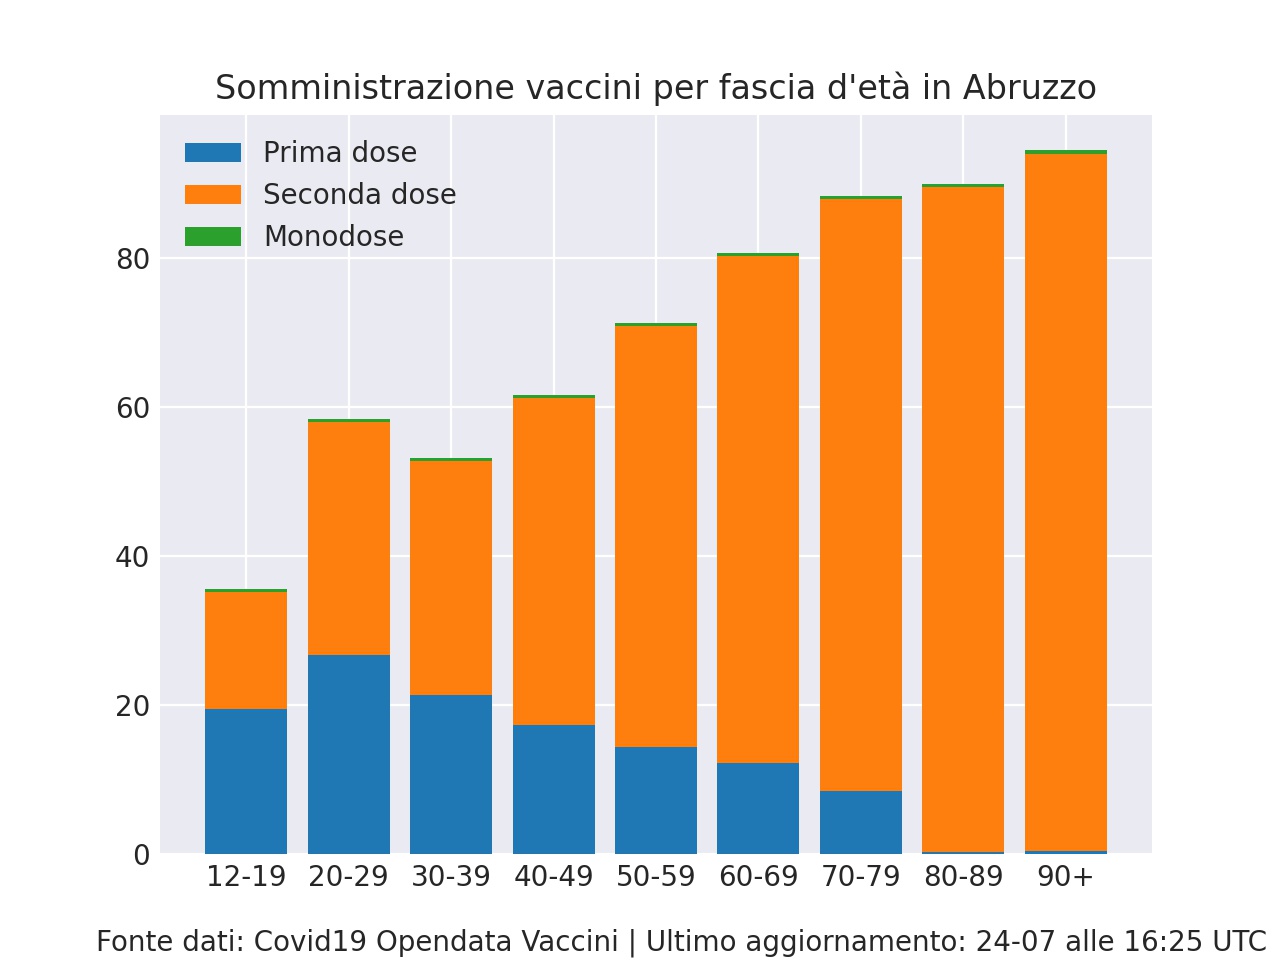 Somministrazione vaccini per fascia d'età in Abruzzo
Prima dose
Seconda dose
Monodose
80
60
40
20
0
12-19 20-29 30-39 40-49 50-59 60-69 70-79 80-89 90+
Fonte dati: Covid19 Opendata Vaccini | Ultimo aggiornamento: 24-07 alle 16:25 UTC